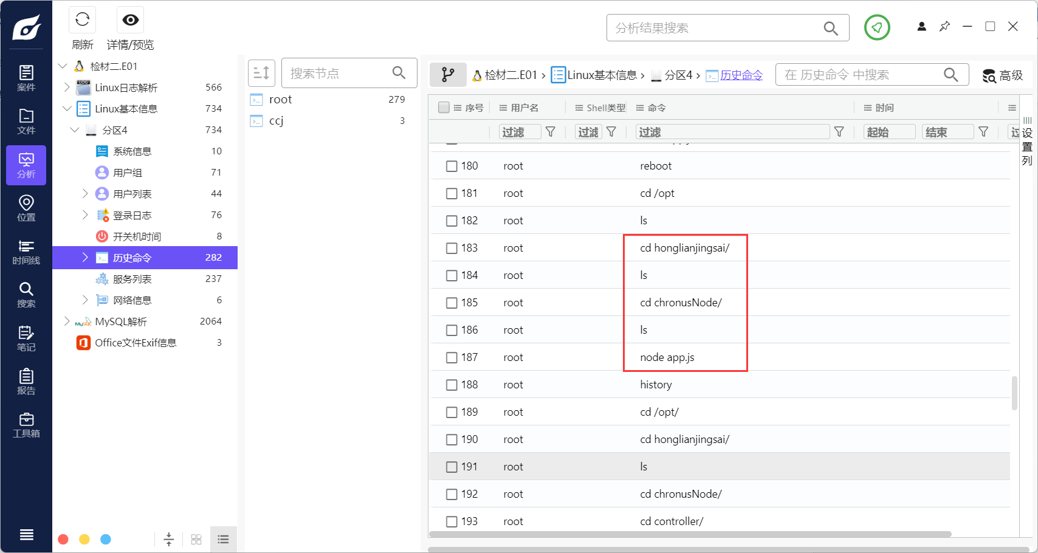 刷新
详情/预览
分析结果搜索
案件
文件
分析
位置
时间线
搜索
笔记
报告
工具箱
检材二.E01
Linux日志解析 566
Linux基本信息 734
分区4 734
系统信息 10
用户组 71
用户列表 44
登录日志 76
开关机时间 8
历史命令 282
服务列表 237
网络信息 6
MySQL解析 2064
Office文件Exif信息 3
搜索节点
root 279
ccj 3
检材二.E01 › Linux基本信息 › 分区4 › 历史命令
在 历史命令 中搜索
高级
序号 用户名 Shell类型 命令 时间
过滤 过滤 过滤 起始 结束 过
180 root reboot
181 root cd /opt
182 root ls
183 root cd honglianjingsai/
184 root ls
185 root cd chronusNode/
186 root ls
187 root node app.js
188 root history
189 root cd /opt/
190 root cd honglianjingsai/
191 root ls
192 root cd chronusNode/
193 root cd controller/
设置列